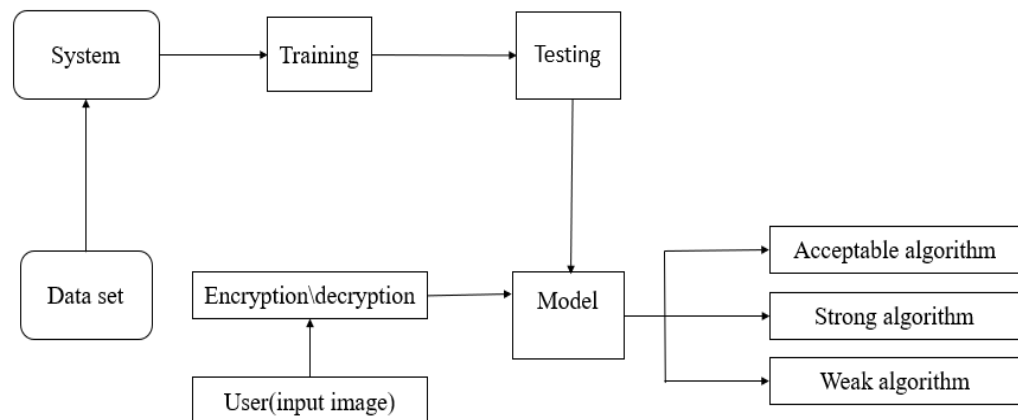 System
Training
Testing
Data set
Encryption\decryption
Model
Acceptable algorithm
Strong algorithm
Weak algorithm
User(input image)